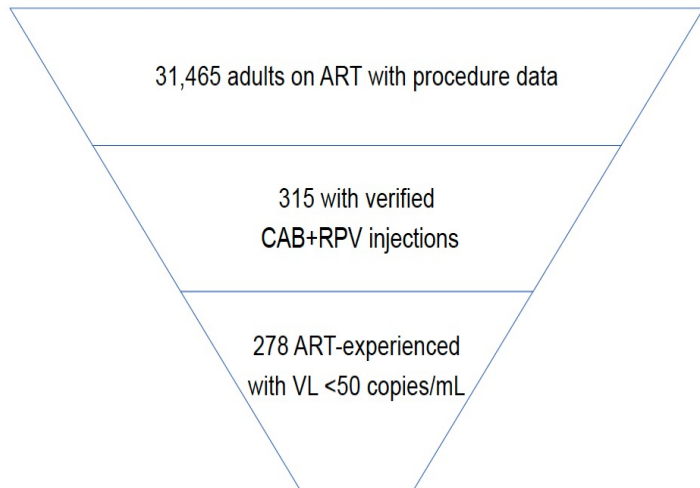 31,465 adults on ART with procedure data
315 with verified
CAB+RPV injections
278 ART-experienced
with VL <50 copies/mL